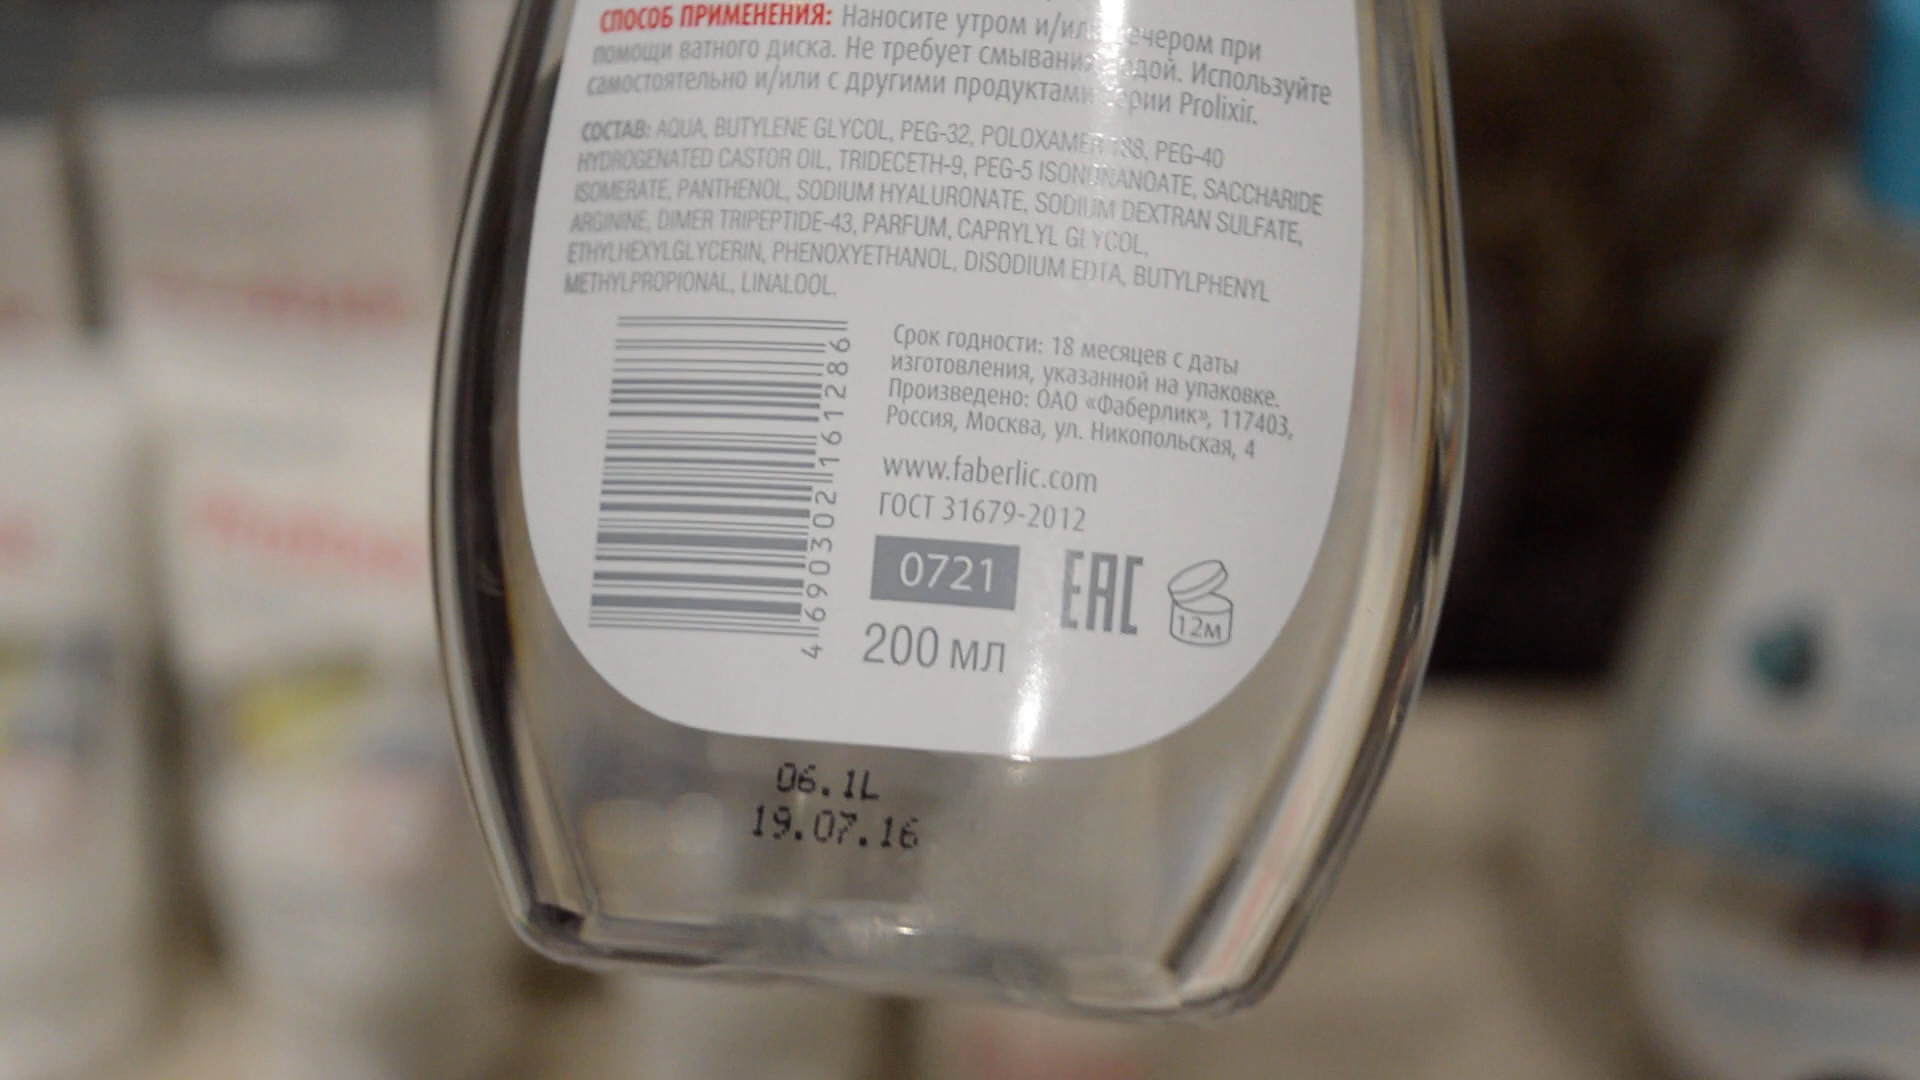 СПОСОБ ПРИМЕНЕНИЯ: Наносите утром и/или вечером при
помощи ватного диска. Не требует смывания водой. Используйте
самостоятельно и/или с другими продуктами серии Prolixir.
СОСТАВ: AQUA, BUTYLENE GLYCOL, PEG-32, POLOXAMER 188, PEG-40
HYDROGENATED CASTOR OIL, TRIDECETH-9, PEG-5 ISONONANOATE, SACCHARIDE
ISOMERATE, PANTHENOL, SODIUM HYALURONATE, SODIUM DEXTRAN SULFATE,
ARGININE, DIMER TRIPEPTIDE-43, PARFUM, CAPRYLYL GLYCOL,
ETHYLHEXYLGLYCERIN, PHENOXYETHANOL, DISODIUM EDTA, BUTYLPHENYL
METHYLPROPIONAL, LINALOOL.
4 690302 161286
Срок годности: 18 месяцев с даты
изготовления, указанной на упаковке.
Произведено: ОАО «Фаберлик», 117403,
Россия, Москва, ул. Никопольская, 4
www.faberlic.com
ГОСТ 31679-2012
0721 EAC 12м
200 мл
06.1L
19.07.16